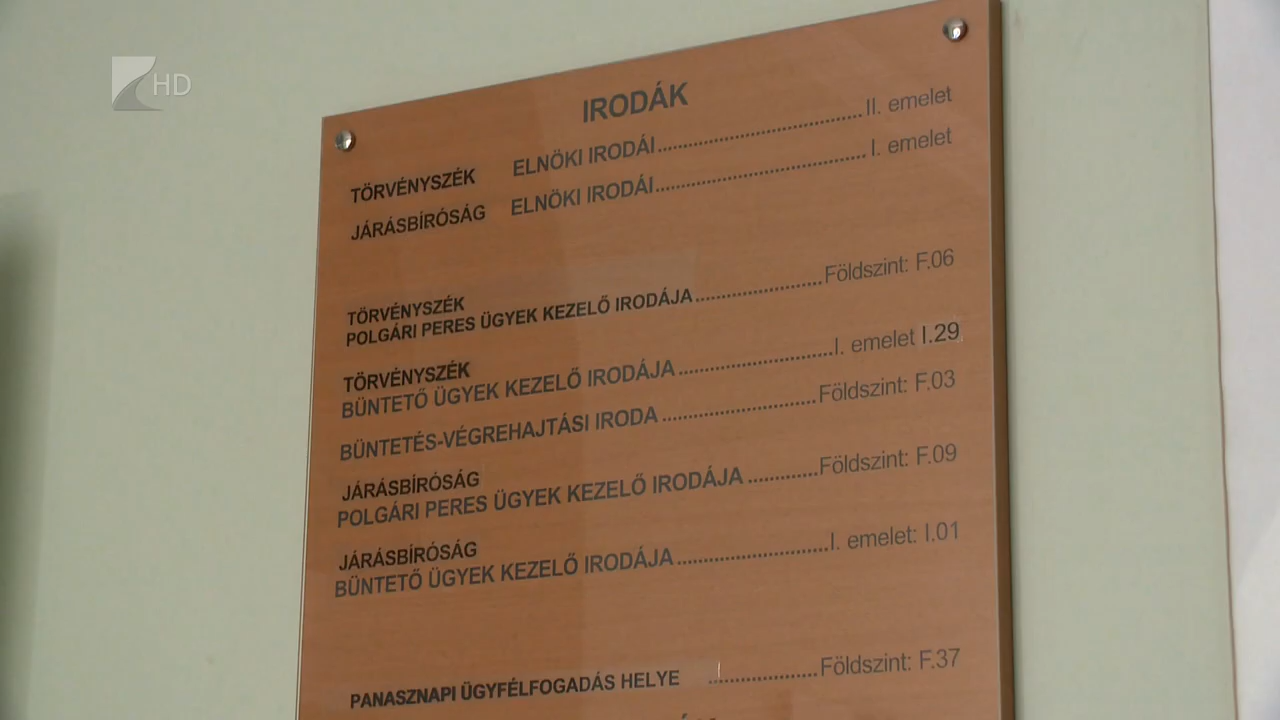 HD
IRODÁK
TÖRVÉNYSZÉK ELNÖKI IRODÁI..............................II. emelet
JÁRÁSBÍRÓSÁG ELNÖKI IRODÁI..............................I. emelet
TÖRVÉNYSZÉK
POLGÁRI PERES ÜGYEK KEZELŐ IRODÁJA....................Földszint: F.06
TÖRVÉNYSZÉK
BÜNTETŐ ÜGYEK KEZELŐ IRODÁJA.......................I. emelet I.29
BÜNTETÉS-VÉGREHAJTÁSI IRODA.......................Földszint: F.03
JÁRÁSBÍRÓSÁG
POLGÁRI PERES ÜGYEK KEZELŐ IRODÁJA...........Földszint: F.09
JÁRÁSBÍRÓSÁG
BÜNTETŐ ÜGYEK KEZELŐ IRODÁJA.......................I. emelet: I.01
PANASZNAPI ÜGYFÉLFOGADÁS HELYE ................Földszint: F.37